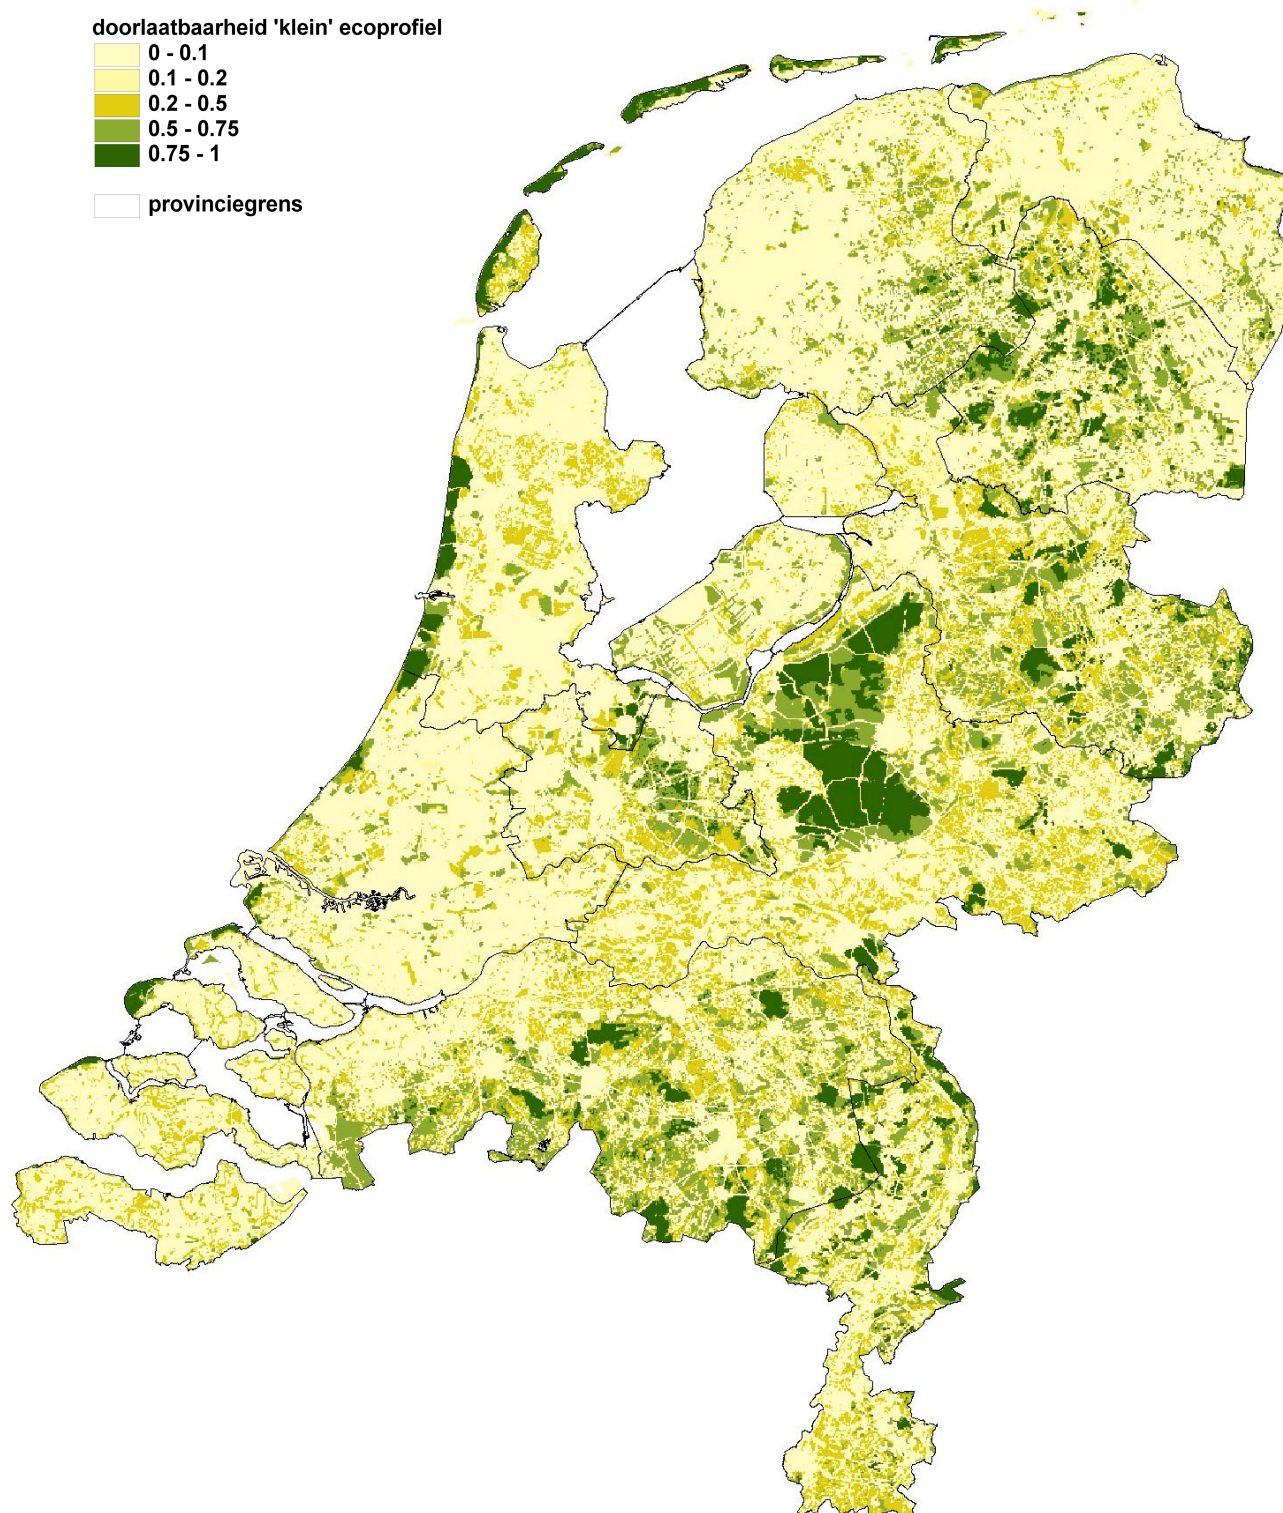 doorlaatbaarheid 'klein' ecoprofiel
0 - 0.1
0.1 - 0.2
0.2 - 0.5
0.5 - 0.75
0.75 - 1
provinciegrens